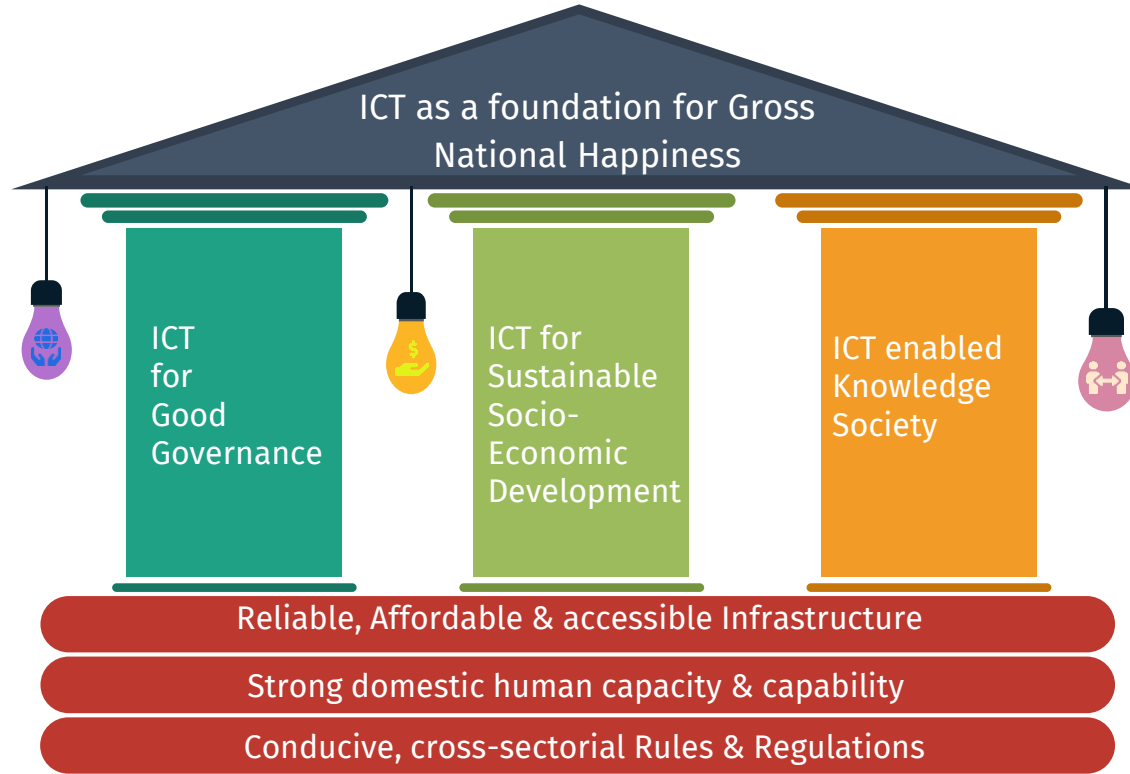 ICT as a foundation for Gross
National Happiness
ICT
for
Good
Governance
$
ICT for
Sustainable
Socio-
Economic
Development
ICT enabled
Knowledge
Society
Reliable, Affordable & accessible Infrastructure
Strong domestic human capacity & capability
Conducive, cross-sectorial Rules & Regulations